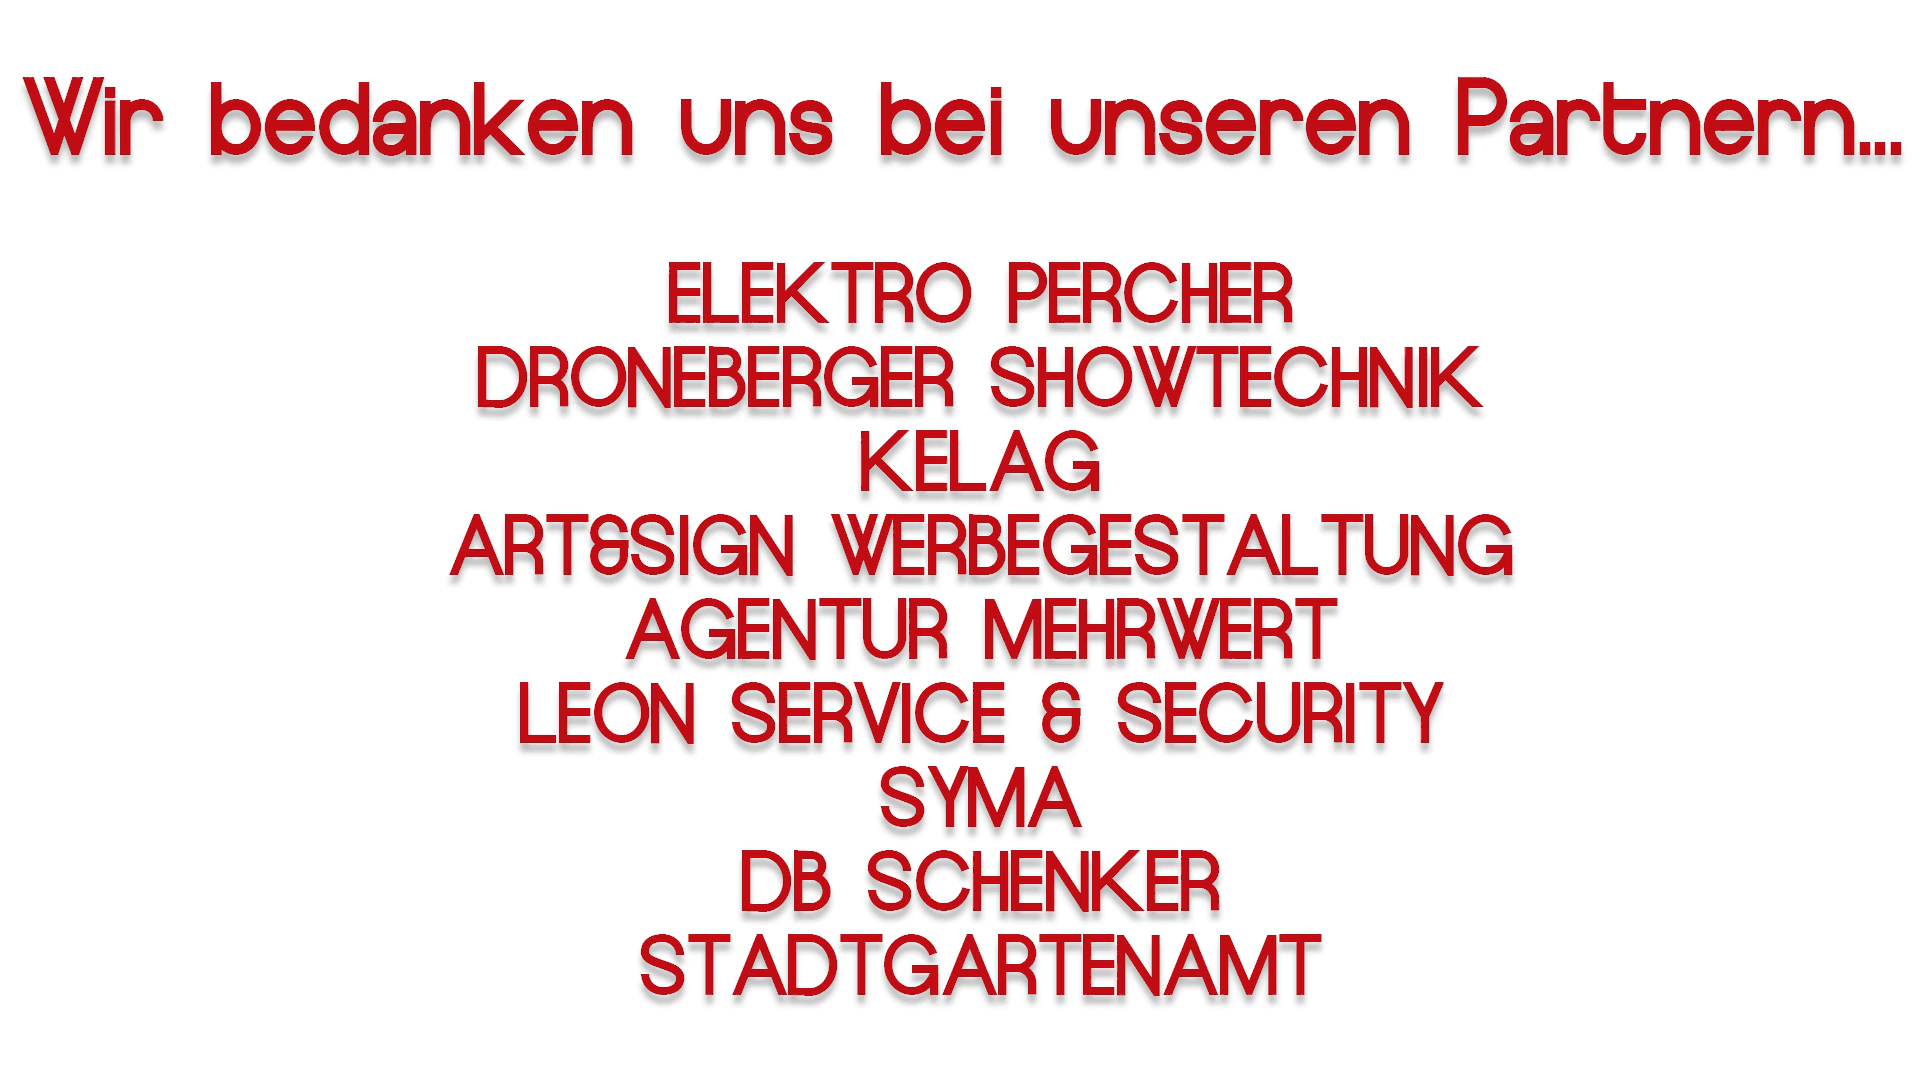 Wir bedanken uns bei unseren Partnern...
ELEKTRO PERCHER
DRONEBERGER SHOWTECHNIK
KELAG
ART&SIGN WERBEGESTALTUNG
AGENTUR MEHRWERT
LEON SERVICE & SECURITY
SYMA
DB SCHENKER
STADTGARTENAMT